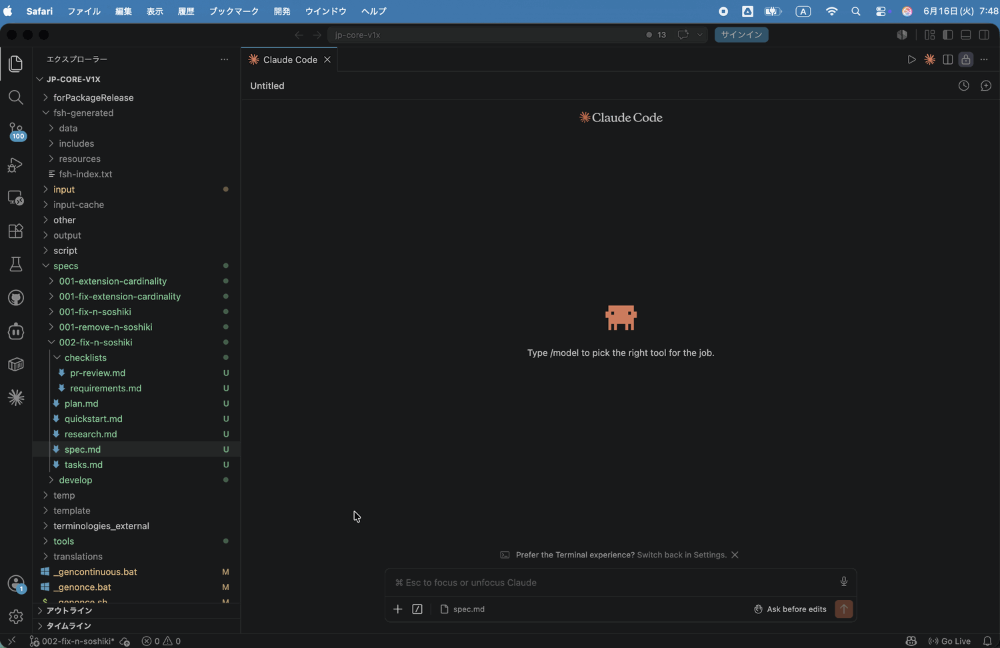 Safari ファイル 編集 表示 履歴 ブックマーク 開発 ウインドウ ヘルプ A 6月16日(火) 7:48
jp-core-v1x 13 サインイン
エクスプローラー
Claude Code
JP-CORE-V1X
Untitled
forPackageRelease
fsh-generated
data
includes
resources
fsh-index.txt
input
input-cache
other
output
script
specs
001-extension-cardinality
001-fix-extension-cardinality
001-fix-n-soshiki
001-remove-n-soshiki
002-fix-n-soshiki
checklists
pr-review.md U
requirements.md U
plan.md U
quickstart.md U
research.md U
spec.md U
tasks.md U
develop
temp
template
terminologies_external
tools
translations
_gencontinuous.bat M
_genonce.bat M
_genonce.sh M
アウトライン
タイムライン
100
1
Claude Code
Type /model to pick the right tool for the job.
Prefer the Terminal experience? Switch back in Settings.
⌘ Esc to focus or unfocus Claude
spec.md Ask before edits
002-fix-n-soshiki* 0 0 Go Live